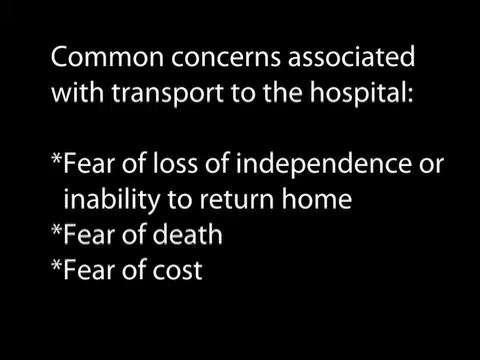 Common concerns associated
with transport to the hospital:
*Fear of loss of independence or
inability to return home
*Fear of death
*Fear of cost